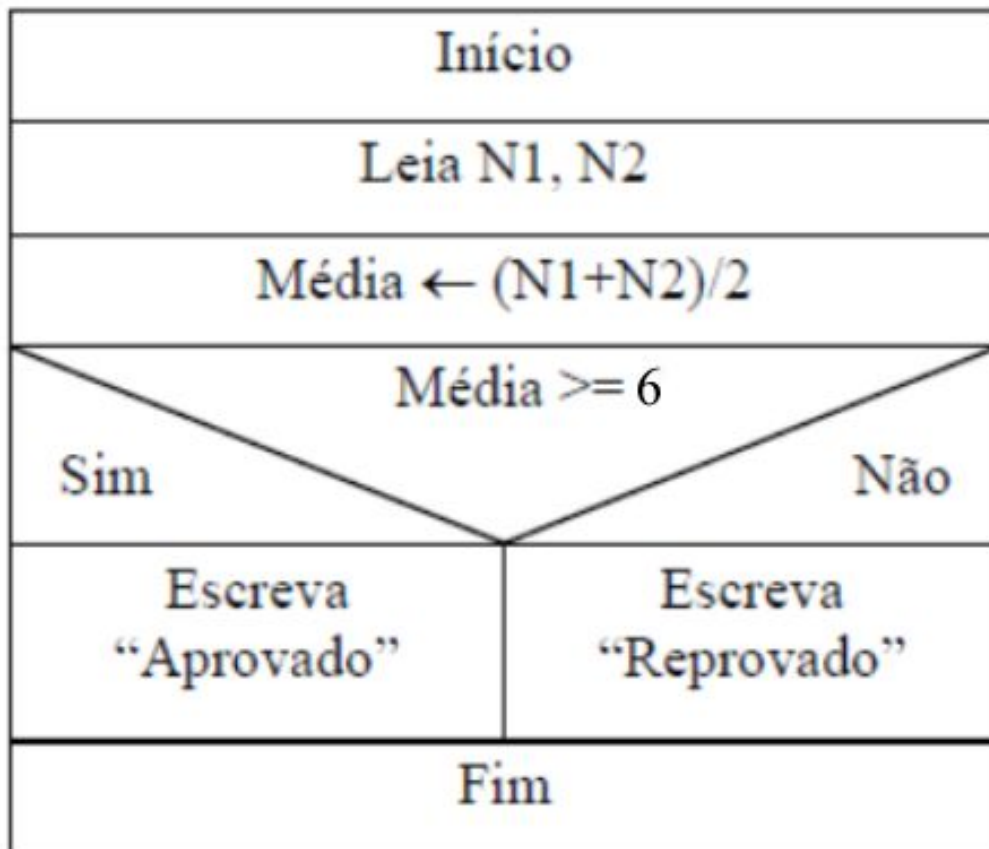 Início
Leia N1, N2
Média ← (N1+N2)/2
Média >= 6
Sim
Não
Escreva
“Aprovado”
Escreva
“Reprovado”
Fim